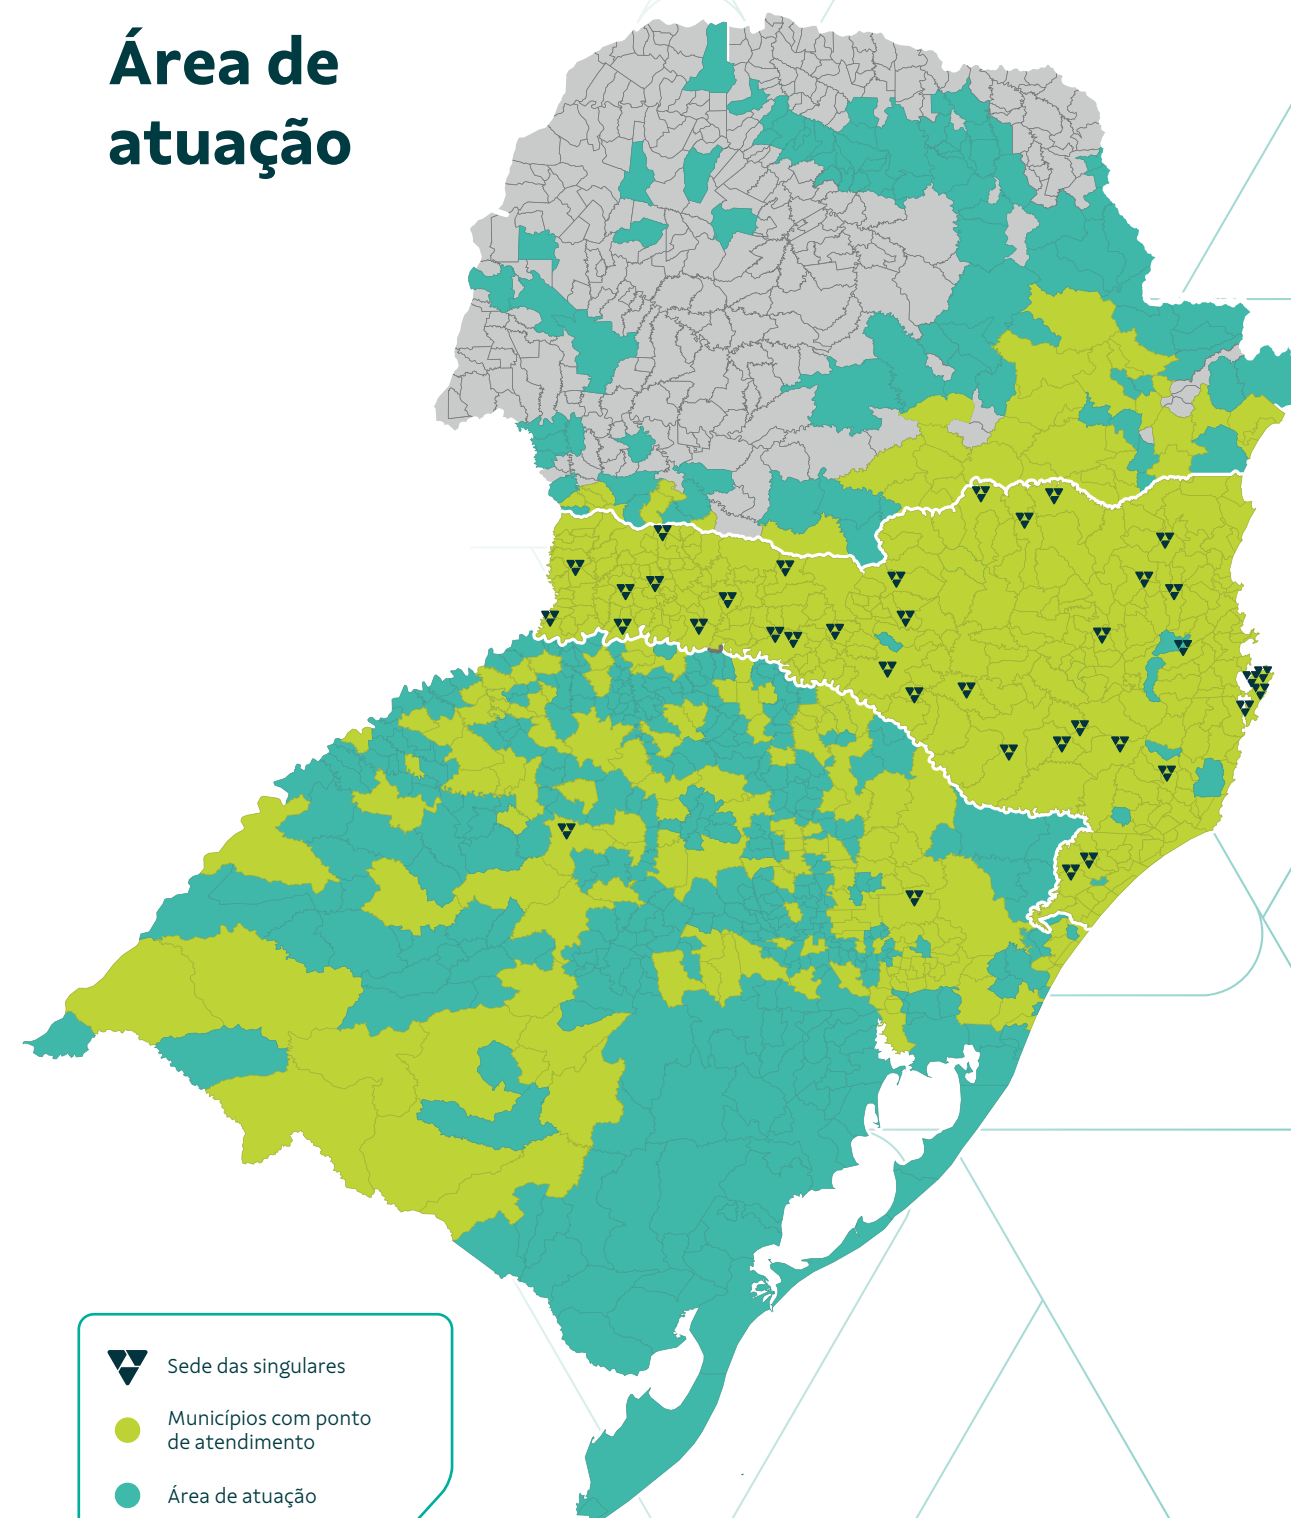 Área de
atuação
Sede das singulares
Municípios com ponto
de atendimento
Área de atuação